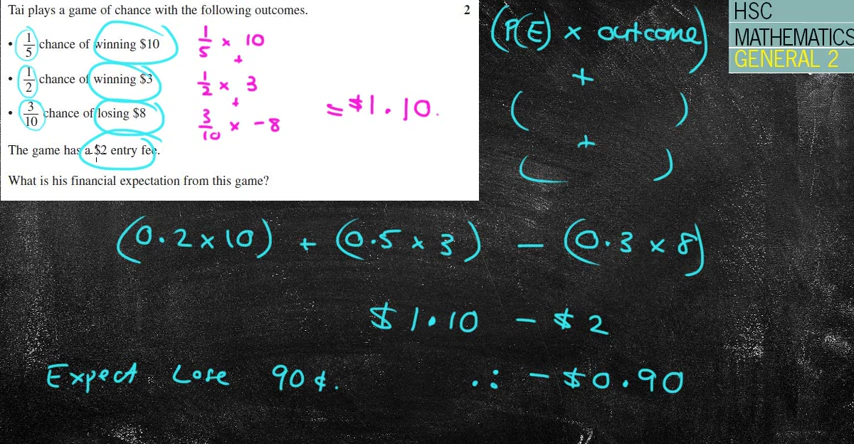 Tai plays a game of chance with the following outcomes. 2
• 1/5 chance of winning $10
• 1/2 chance of winning $3
• 3/10 chance of losing $8
The game has a $2 entry fee.
What is his financial expectation from this game?
1/5 × 10
+
1/2 × 3
+
3/10 × -8
= $1.10.
(P(E) × outcome)
+
( )
+
( )
HSC
MATHEMATICS
GENERAL 2
(0.2 × 10) + (0.5 × 3) - (0.3 × 8)
$1.10 - $2
Expect Lose 90¢. ∴ -$0.90